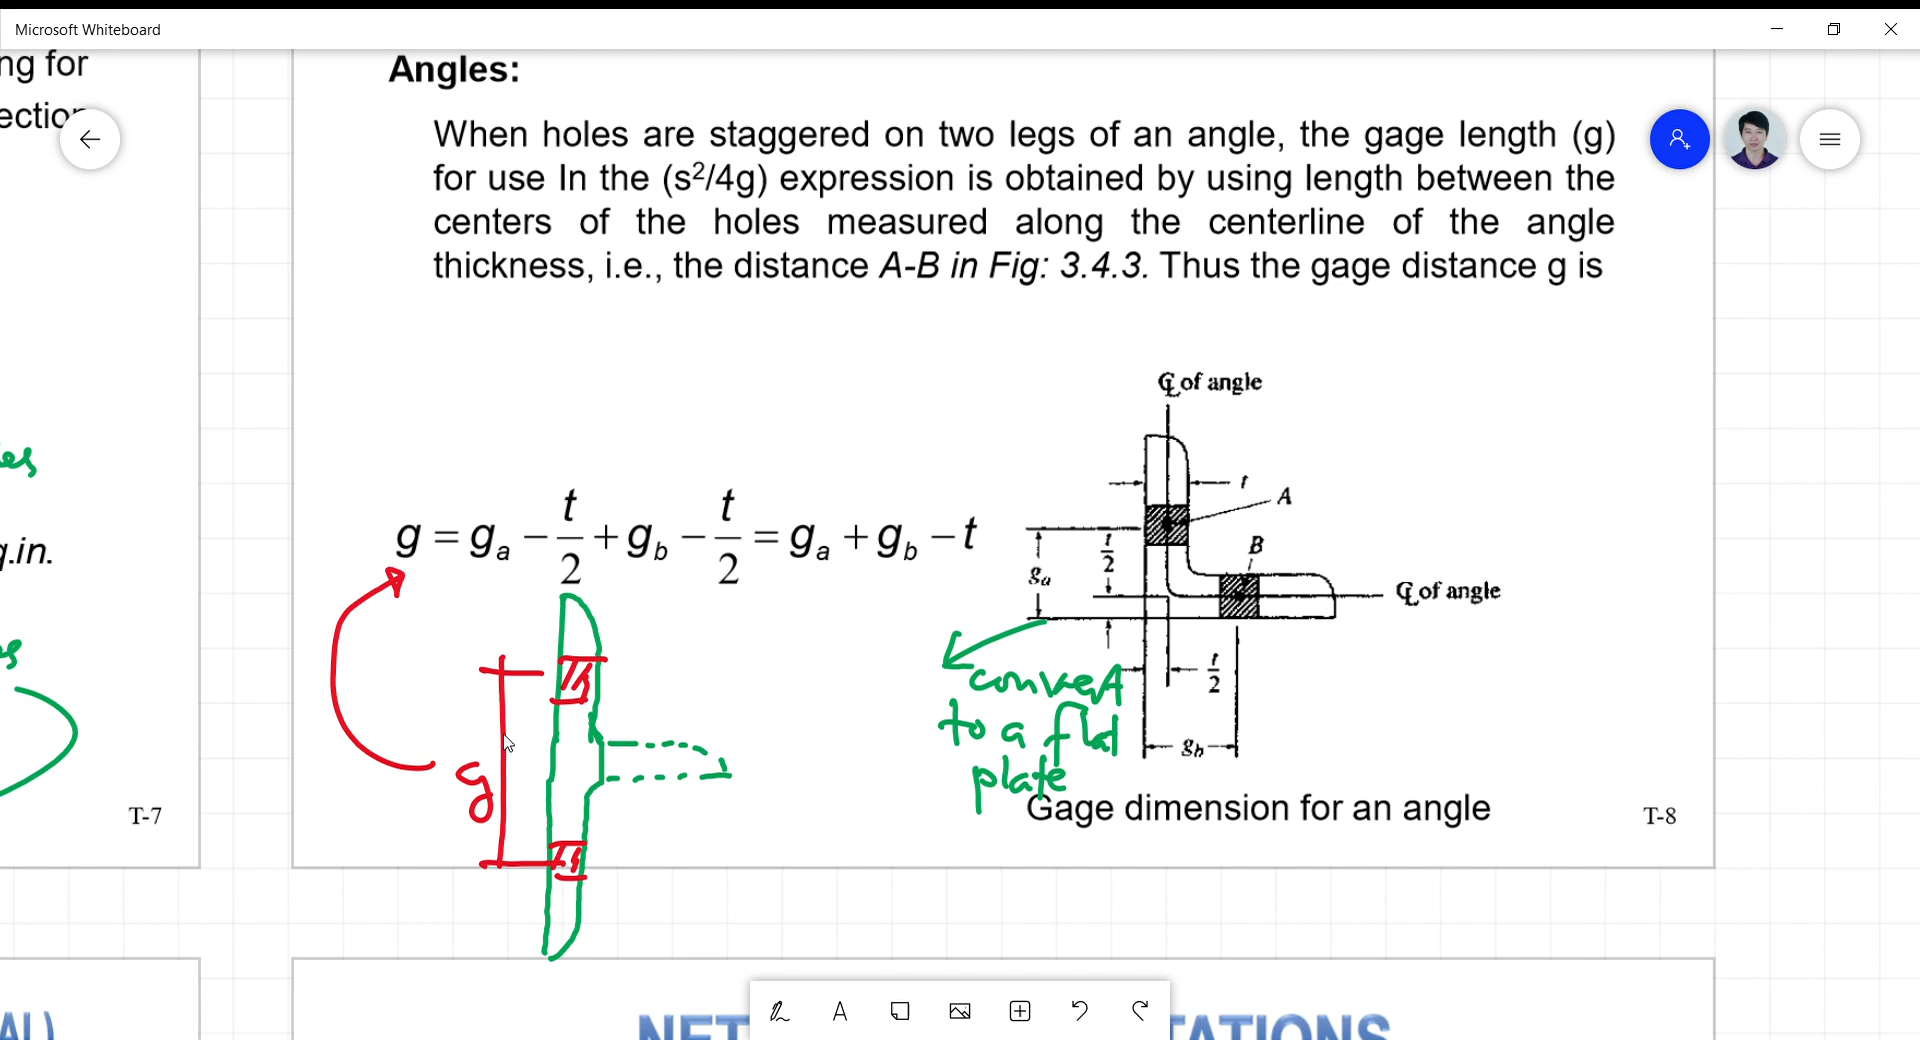 Microsoft Whiteboard
ng for
ection
Angles:
When holes are staggered on two legs of an angle, the gage length (g)
for use In the (s²/4g) expression is obtained by using length between the
centers of the holes measured along the centerline of the angle
thickness, i.e., the distance A-B in Fig: 3.4.3. Thus the gage distance g is
℄ of angle
t
A
g = gₐ − t/2 + g_b − t/2 = gₐ + g_b − t
B
t/2
gₐ
℄ of angle
t/2
g_b
convert
to a flat
plate
g
Gage dimension for an angle
in.
T-7
T-8
NET
TATIONS